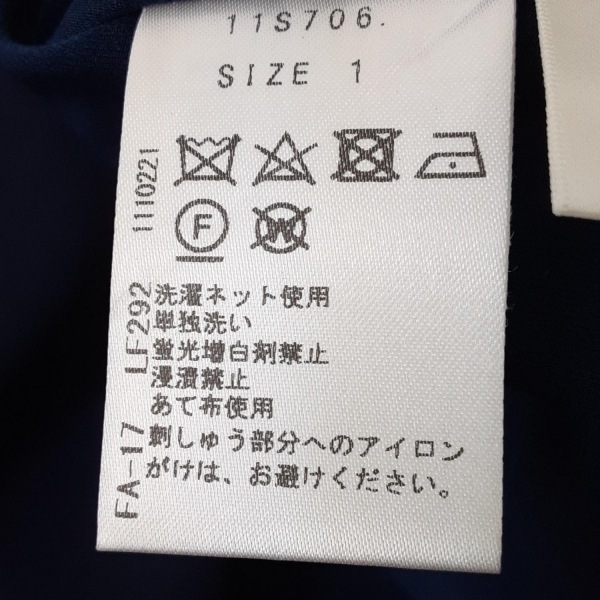 11S706.
SIZE 1
1110221
F
W
LF292
FA-17
洗濯ネット使用
単独洗い
蛍光増白剤禁止
浸漬禁止
あて布使用
刺しゅう部分へのアイロン
がけは、お避けください。